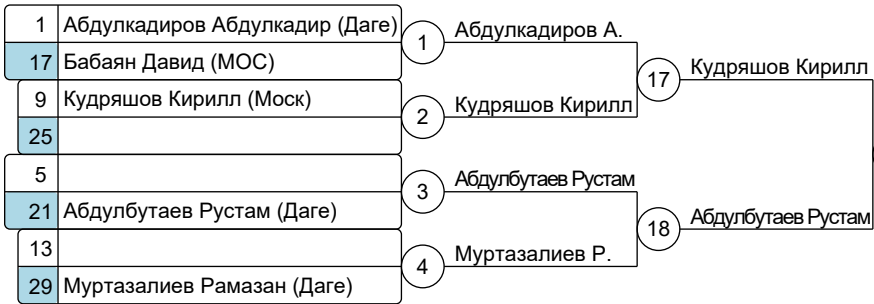 1 Абдулкадиров Абдулкадир (Даге)
17 Бабаян Давид (МОС)
9 Кудряшов Кирилл (Моск)
25
5
21 Абдулбутаев Рустам (Даге)
13
29 Муртазалиев Рамазан (Даге)
1 Абдулкадиров А.
2 Кудряшов Кирилл
3 Абдулбутаев Рустам
4 Муртазалиев Р.
17 Кудряшов Кирилл
18 Абдулбутаев Рустам